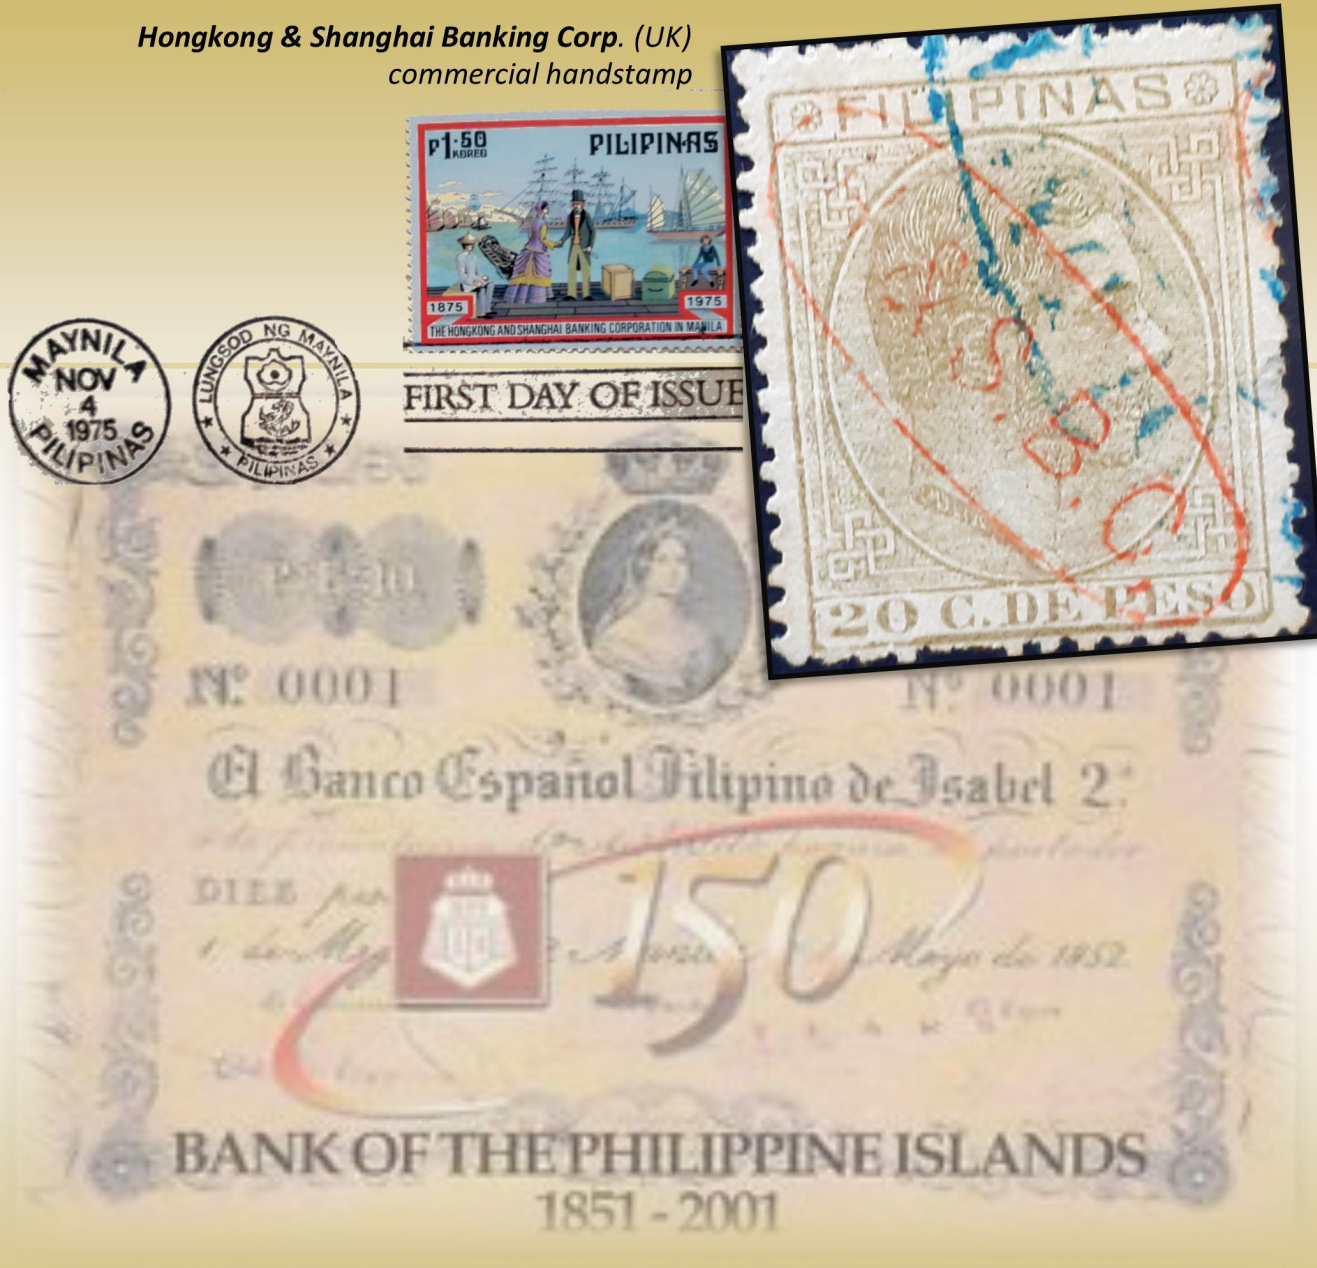 Hongkong & Shanghai Banking Corp. (UK)
commercial handstamp
P1·50
KOREO
PILIPINAS
1875
1975
THE HONGKONG AND SHANGHAI BANKING CORPORATION IN MANILA
MAYNILA
NOV
4
1975
PILIPINAS
LUNGSOD NG MAYNILA
PILIPINAS
FIRST DAY OF ISSUE
FILIPINAS
H.
S.
B.
C
20 C. DE PESO
Nº 0001
Nº 0001
El Banco Español Filipino de Isabel 2.ª
DIEZ
Mayo de 1852
150
YEARS
BANK OF THE PHILIPPINE ISLANDS
1851 - 2001